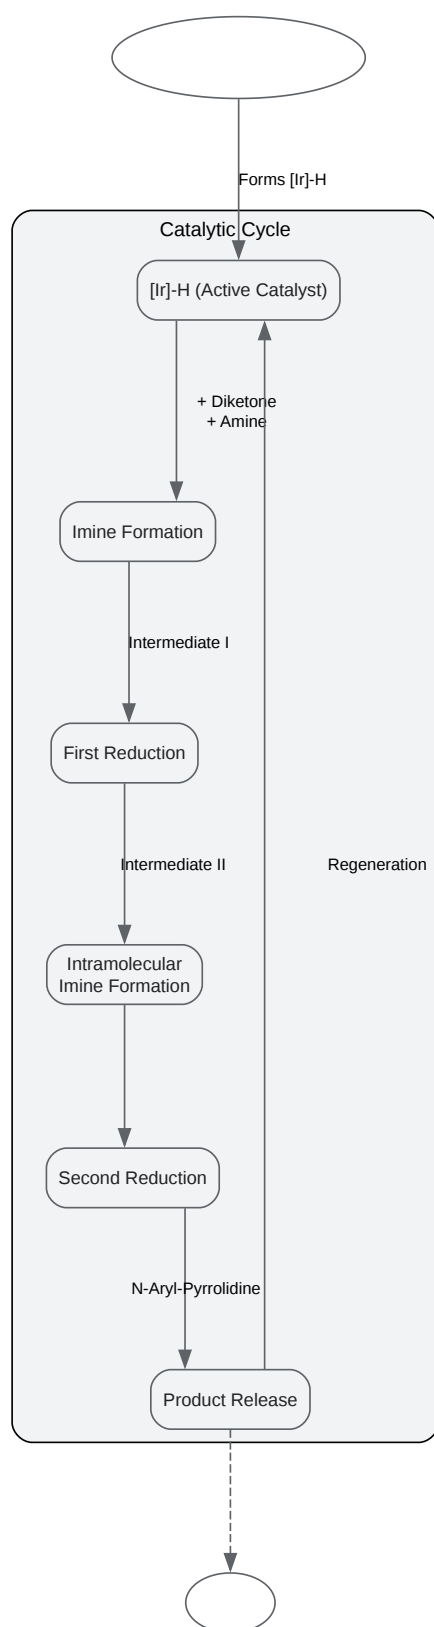 Forms [Ir]-H
Catalytic Cycle
[Ir]-H (Active Catalyst)
+ Diketone
+ Amine
Imine Formation
Intermediate I
First Reduction
Intermediate II
Regeneration
Intramolecular
Imine Formation
Second Reduction
N-Aryl-Pyrrolidine
Product Release